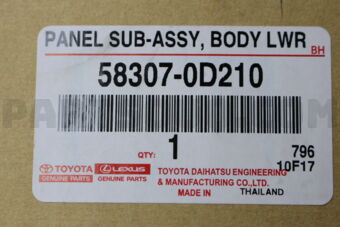 PANEL SUB-ASSY, BODY LWR
BH
58307-0D210
QTY: 1
796
10F17
TOYOTA GENUINE PARTS
LEXUS GENUINE PARTS
TOYOTA DAIHATSU ENGINEERING
& MANUFACTURING CO.,LTD.
MADE IN THAILAND